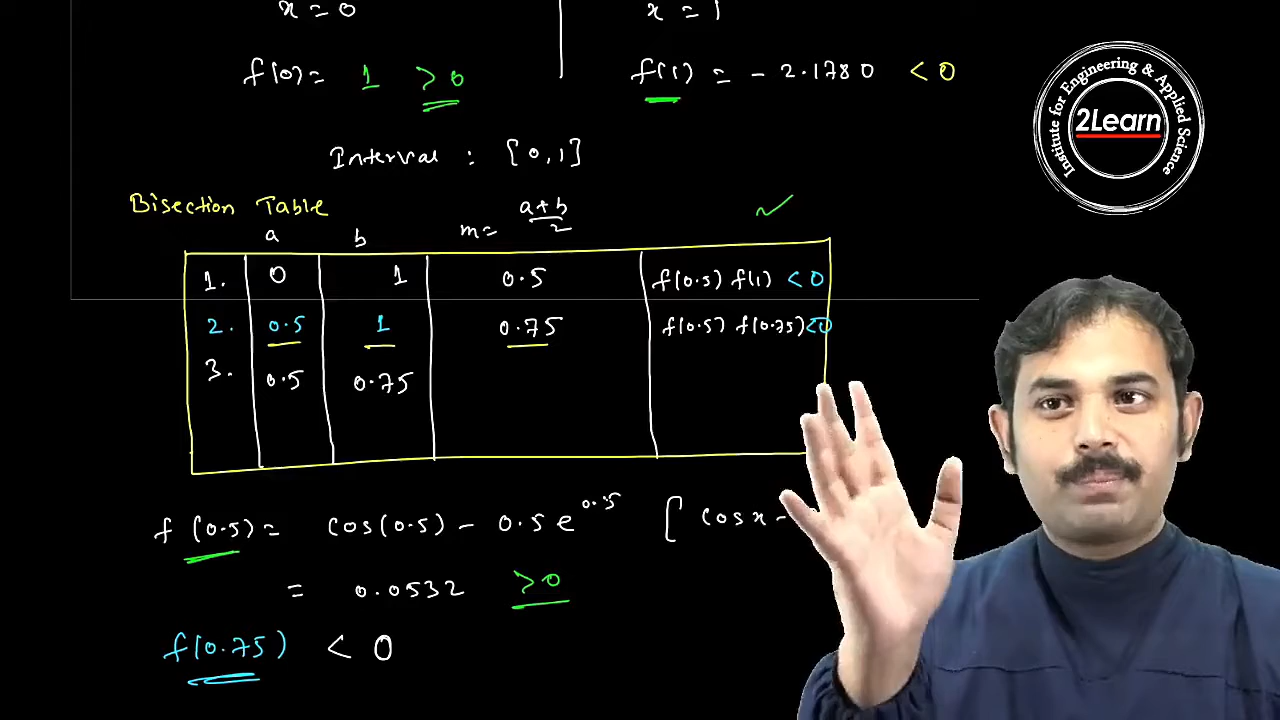 x = 0
x = 1
f(0) = 1 > 0
f(1) = - 2.1780 < 0
Interval : [0,1]
Bisection Table
a b m = a+b/2
1. 0 1 0.5 f(0.5) f(1) < 0
2. 0.5 1 0.75 f(0.5) f(0.75) < 0
3. 0.5 0.75
f (0.5) = cos(0.5) - 0.5 e^0.5 [ cos x -
= 0.0532 > 0
f(0.75) < 0
Institute for Engineering & Applied Science
2Learn